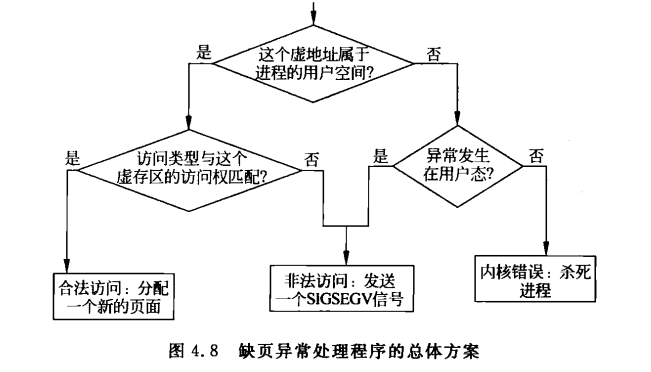 是
这个虚地址属于
进程的用户空间?
否
是
访问类型与这个
虚存区的访问权匹配?
否
是
异常发生
在用户态?
否
合法访问：分配
一个新的页面
非法访问：发送
一个SIGSEGV信号
内核错误：杀死
进程
图 4.8 缺页异常处理程序的总体方案